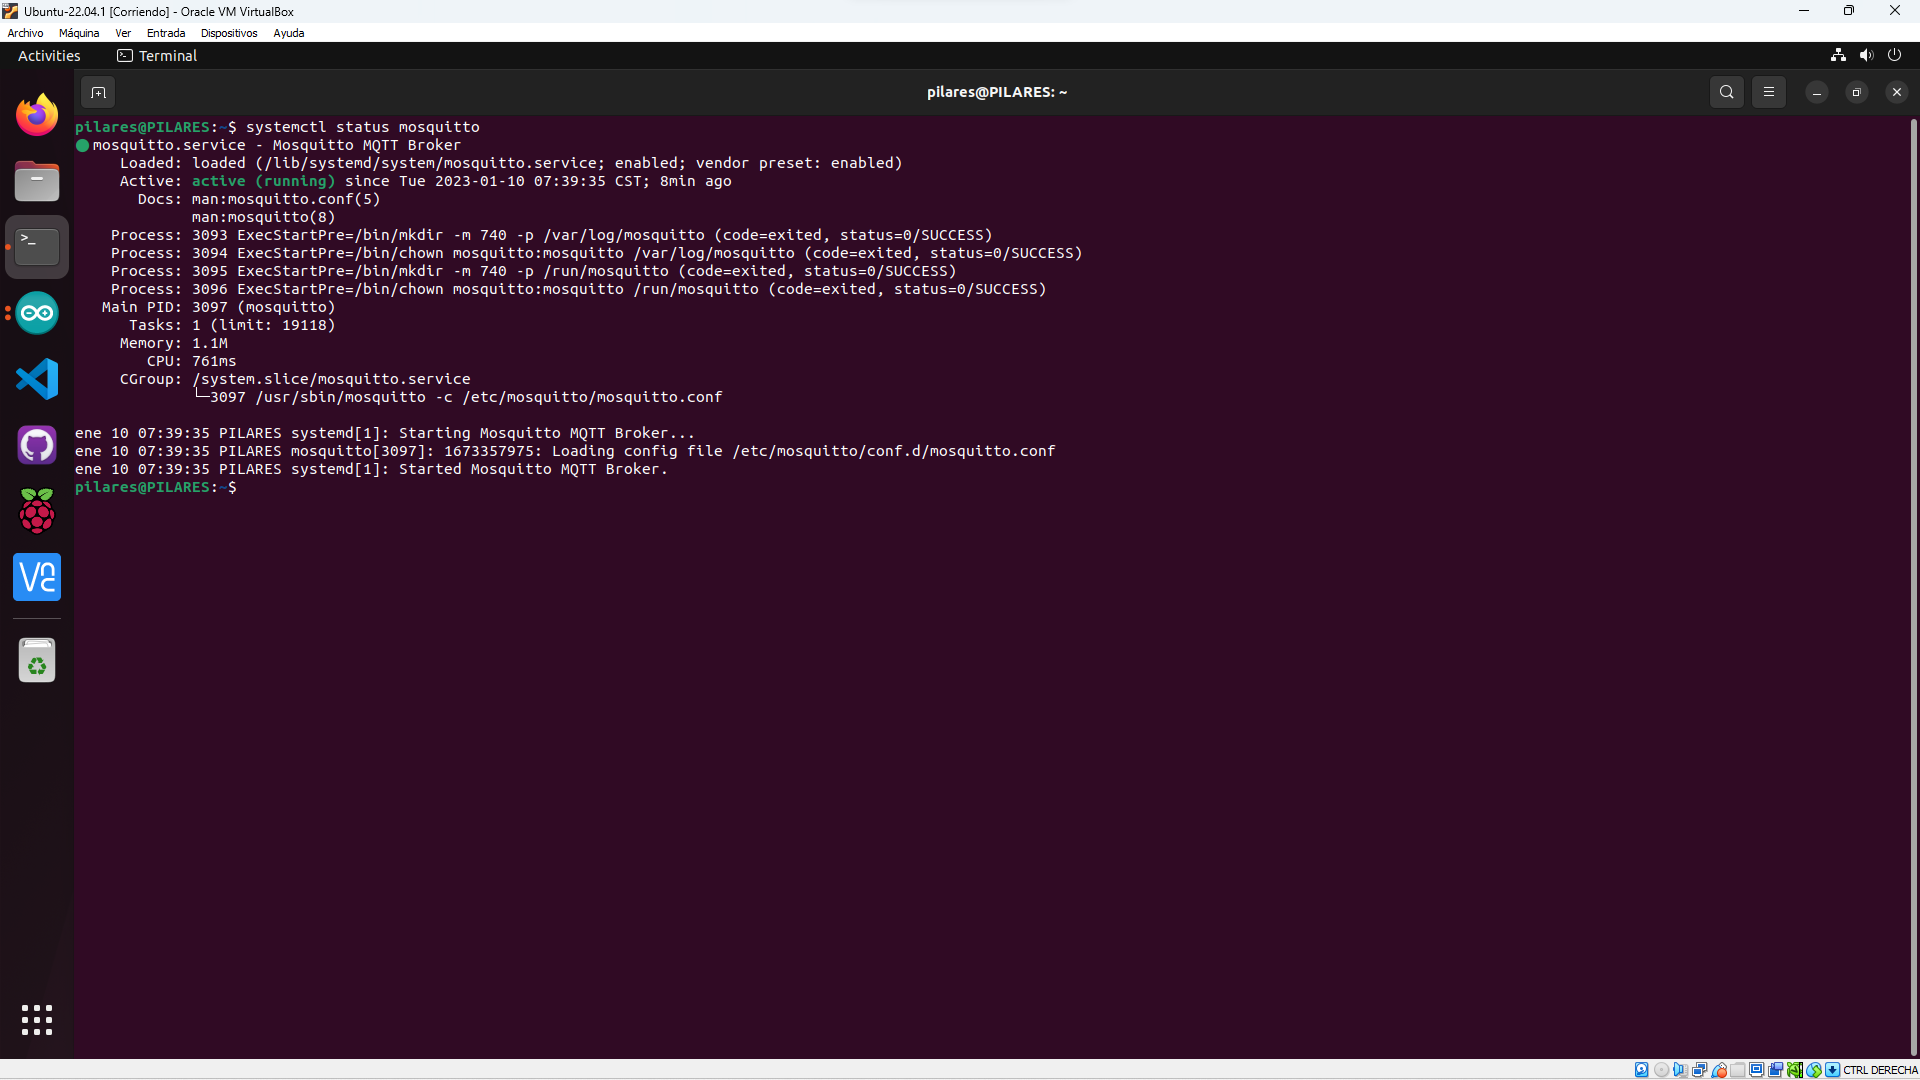 Ubuntu-22.04.1 [Corriendo] - Oracle VM VirtualBox
Archivo Máquina Ver Entrada Dispositivos Ayuda
Activities Terminal
pilares@PILARES: ~
pilares@PILARES:~$ systemctl status mosquitto
mosquitto.service - Mosquitto MQTT Broker
Loaded: loaded (/lib/systemd/system/mosquitto.service; enabled; vendor preset: enabled)
Active: active (running) since Tue 2023-01-10 07:39:35 CST; 8min ago
Docs: man:mosquitto.conf(5)
man:mosquitto(8)
Process: 3093 ExecStartPre=/bin/mkdir -m 740 -p /var/log/mosquitto (code=exited, status=0/SUCCESS)
Process: 3094 ExecStartPre=/bin/chown mosquitto:mosquitto /var/log/mosquitto (code=exited, status=0/SUCCESS)
Process: 3095 ExecStartPre=/bin/mkdir -m 740 -p /run/mosquitto (code=exited, status=0/SUCCESS)
Process: 3096 ExecStartPre=/bin/chown mosquitto:mosquitto /run/mosquitto (code=exited, status=0/SUCCESS)
Main PID: 3097 (mosquitto)
Tasks: 1 (limit: 19118)
Memory: 1.1M
CPU: 761ms
CGroup: /system.slice/mosquitto.service
└─3097 /usr/sbin/mosquitto -c /etc/mosquitto/mosquitto.conf
ene 10 07:39:35 PILARES systemd[1]: Starting Mosquitto MQTT Broker...
ene 10 07:39:35 PILARES mosquitto[3097]: 1673357975: Loading config file /etc/mosquitto/conf.d/mosquitto.conf
ene 10 07:39:35 PILARES systemd[1]: Started Mosquitto MQTT Broker.
pilares@PILARES:~$
CTRL DERECHA